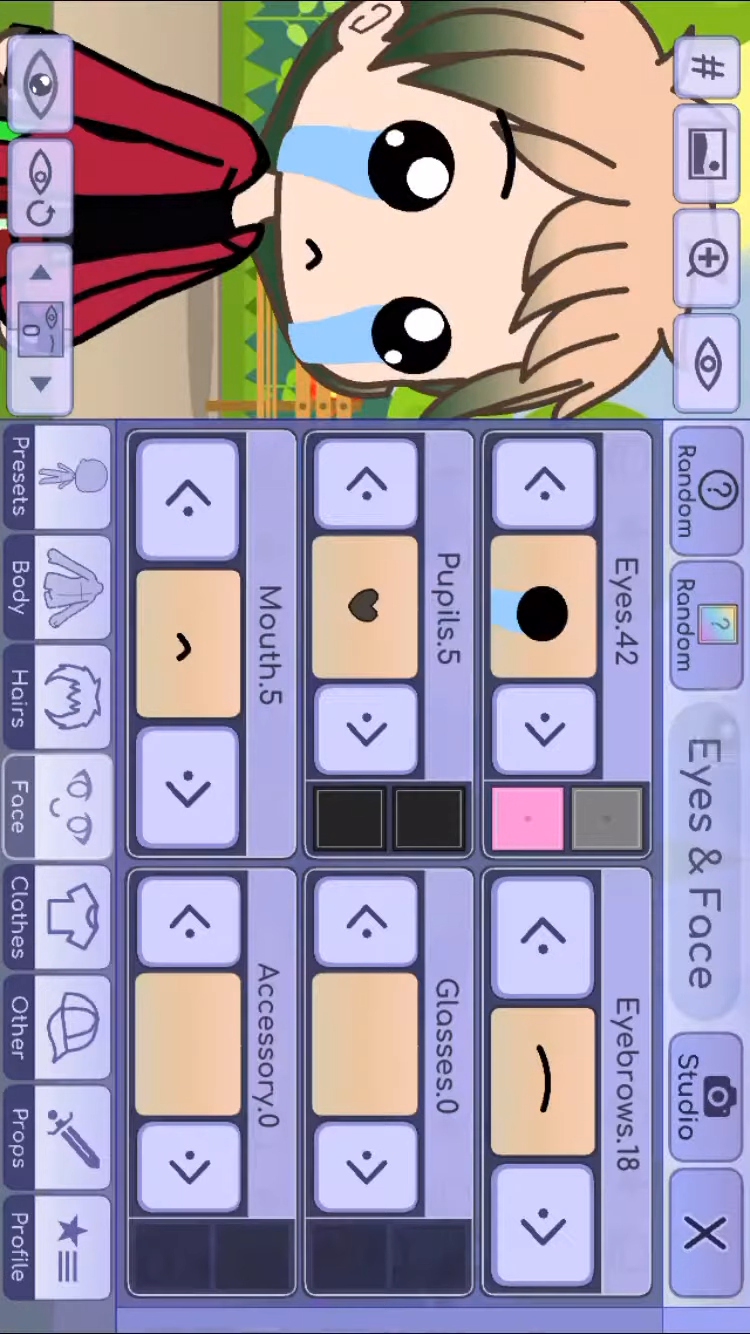 #
0
? Random
? Random
Eyes & Face
Studio
X
Eyes.42
Eyebrows.18
Pupils.5
Glasses.0
Mouth.5
Accessory.0
Presets
Body
Hairs
Face
Clothes
Other
Props
Profile